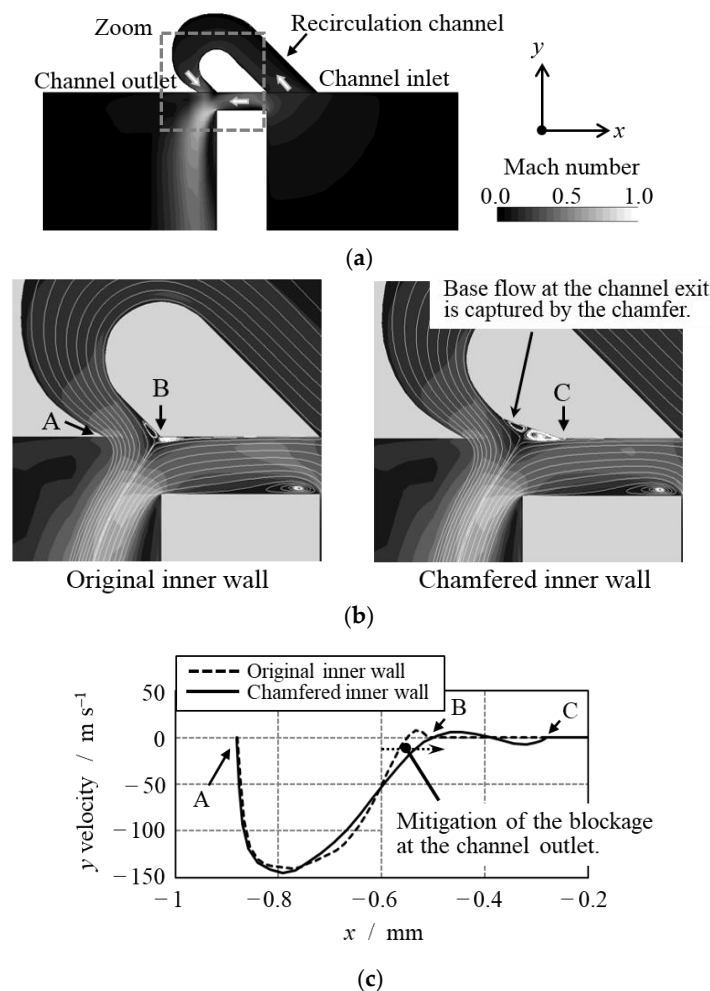 Zoom
Recirculation channel
Channel outlet
Channel inlet
y
x
Mach number
0.0 0.5 1.0
(a)
Base flow at the channel exit
is captured by the chamfer.
A
B
C
Original inner wall
Chamfered inner wall
(b)
Original inner wall
Chamfered inner wall
y velocity / m s⁻¹
50
0
−50
−100
−150
A
B
C
Mitigation of the blockage
at the channel outlet.
−1 −0.8 −0.6 −0.4 −0.2
x / mm
(c)